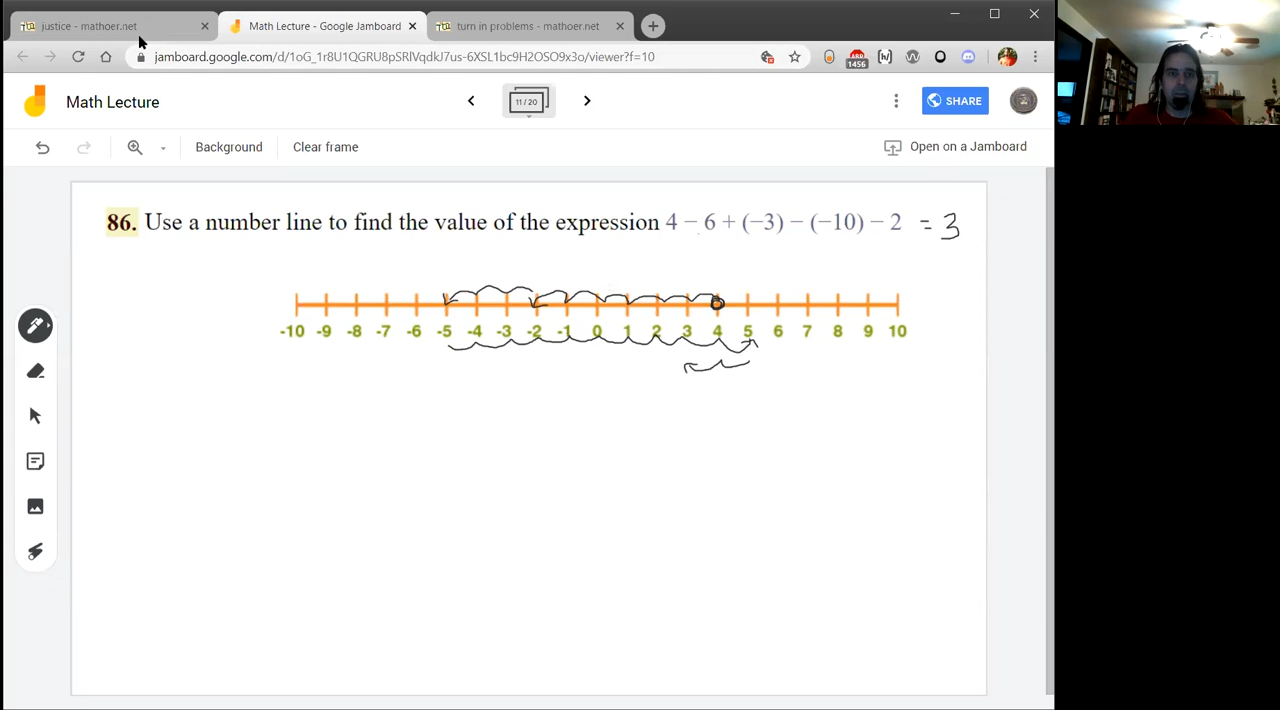 justice - mathoer.net
Math Lecture - Google Jamboard
turn in problems - mathoer.net
jamboard.google.com/d/1oG_1r8U1QGRU8pSRlVqdkJ7us-6XSL1bc9H2OSO9x3o/viewer?f=10
1456
Math Lecture
11 / 20
SHARE
Background
Clear frame
Open on a Jamboard
86. Use a number line to find the value of the expression 4 − 6 + (−3) − (−10) − 2 = 3
-10 -9 -8 -7 -6 -5 -4 -3 -2 -1 0 1 2 3 4 5 6 7 8 9 10